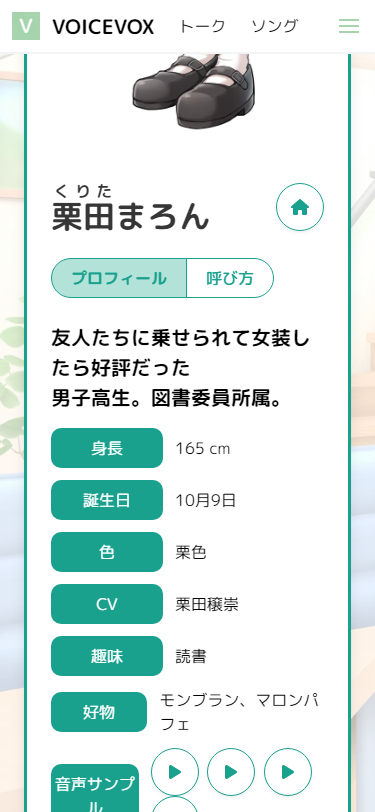 V VOICEVOX トーク ソング
くりた
栗田まろん
プロフィール 呼び方
友人たちに乗せられて女装し
たら好評だった
男子高生。図書委員所属。
身長 165 cm
誕生日 10月9日
色 栗色
CV 栗田穣崇
趣味 読書
好物 モンブラン、マロンパ
フェ
音声サンプ
ル